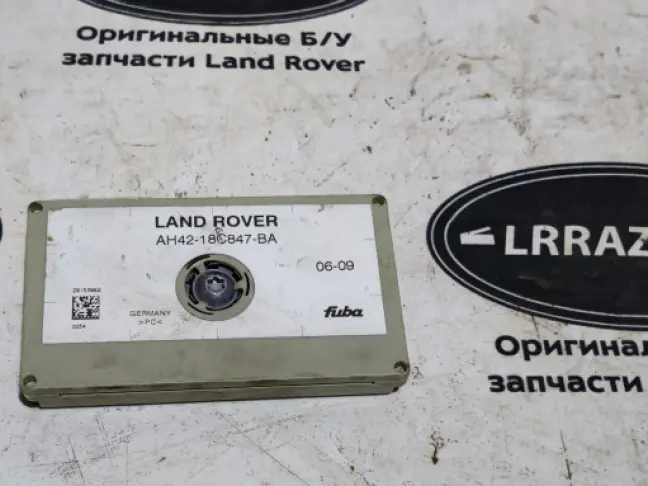 Оригинальные Б/У
запчасти Land Rover
LAND ROVER
AH42-18C847-BA
06-09
GERMANY
>PC<
fuba
LRRAZ
Оригинал
запчасти